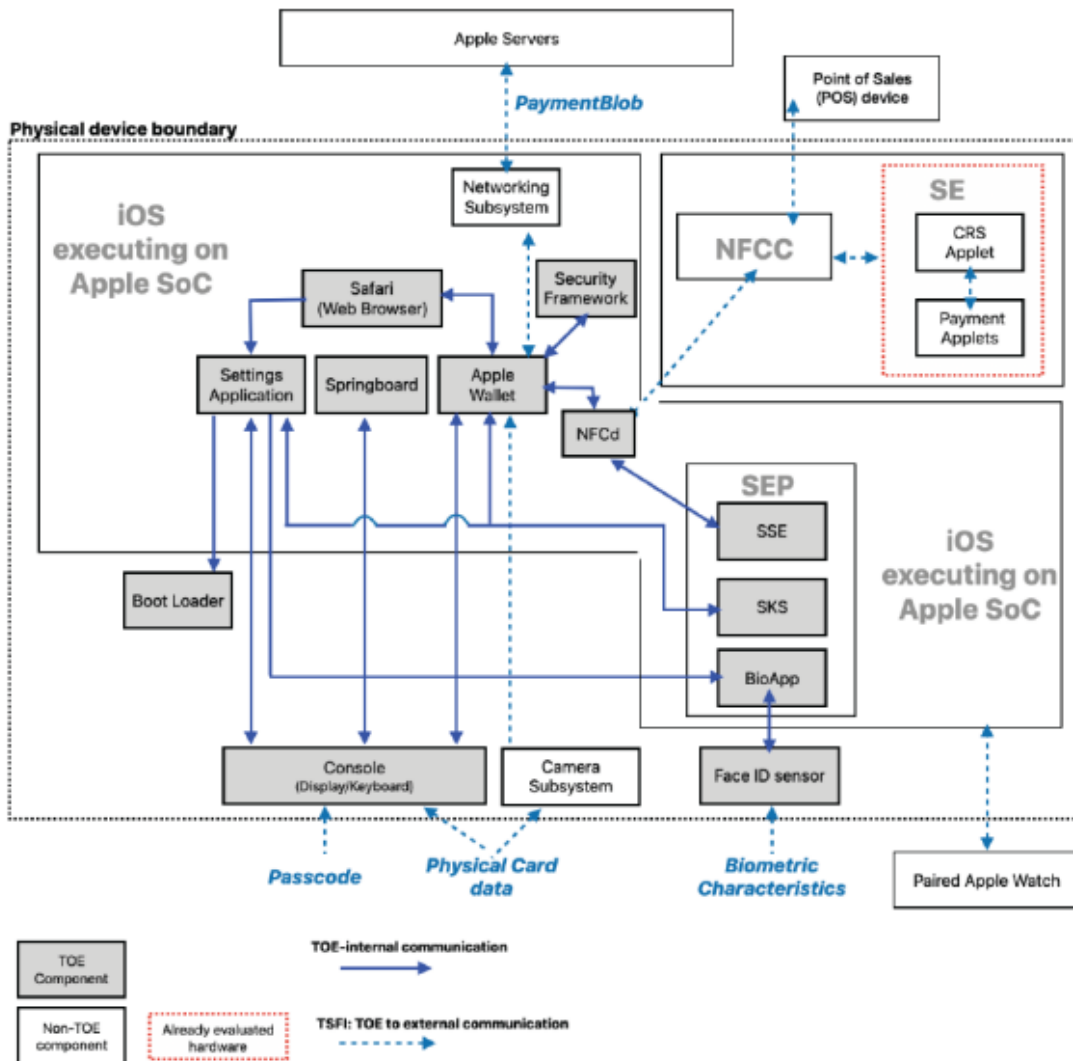 Apple Servers
PaymentBlob
Point of Sales
(POS) device
Physical device boundary
iOS
executing on
Apple SoC
Networking
Subsystem
NFCC
SE
CRS
Applet
Payment
Applets
Safari
(Web Browser)
Security
Framework
Settings
Application
Springboard
Apple
Wallet
NFCd
SEP
SSE
SKS
BioApp
iOS
executing on
Apple SoC
Boot Loader
Console
(Display/Keyboard)
Camera
Subsystem
Face ID sensor
Passcode
Physical Card
data
Biometric
Characteristics
Paired Apple Watch
TOE
Component
TOE-internal communication
Non-TOE
component
Already evaluated
hardware
TSFI: TOE to external communication